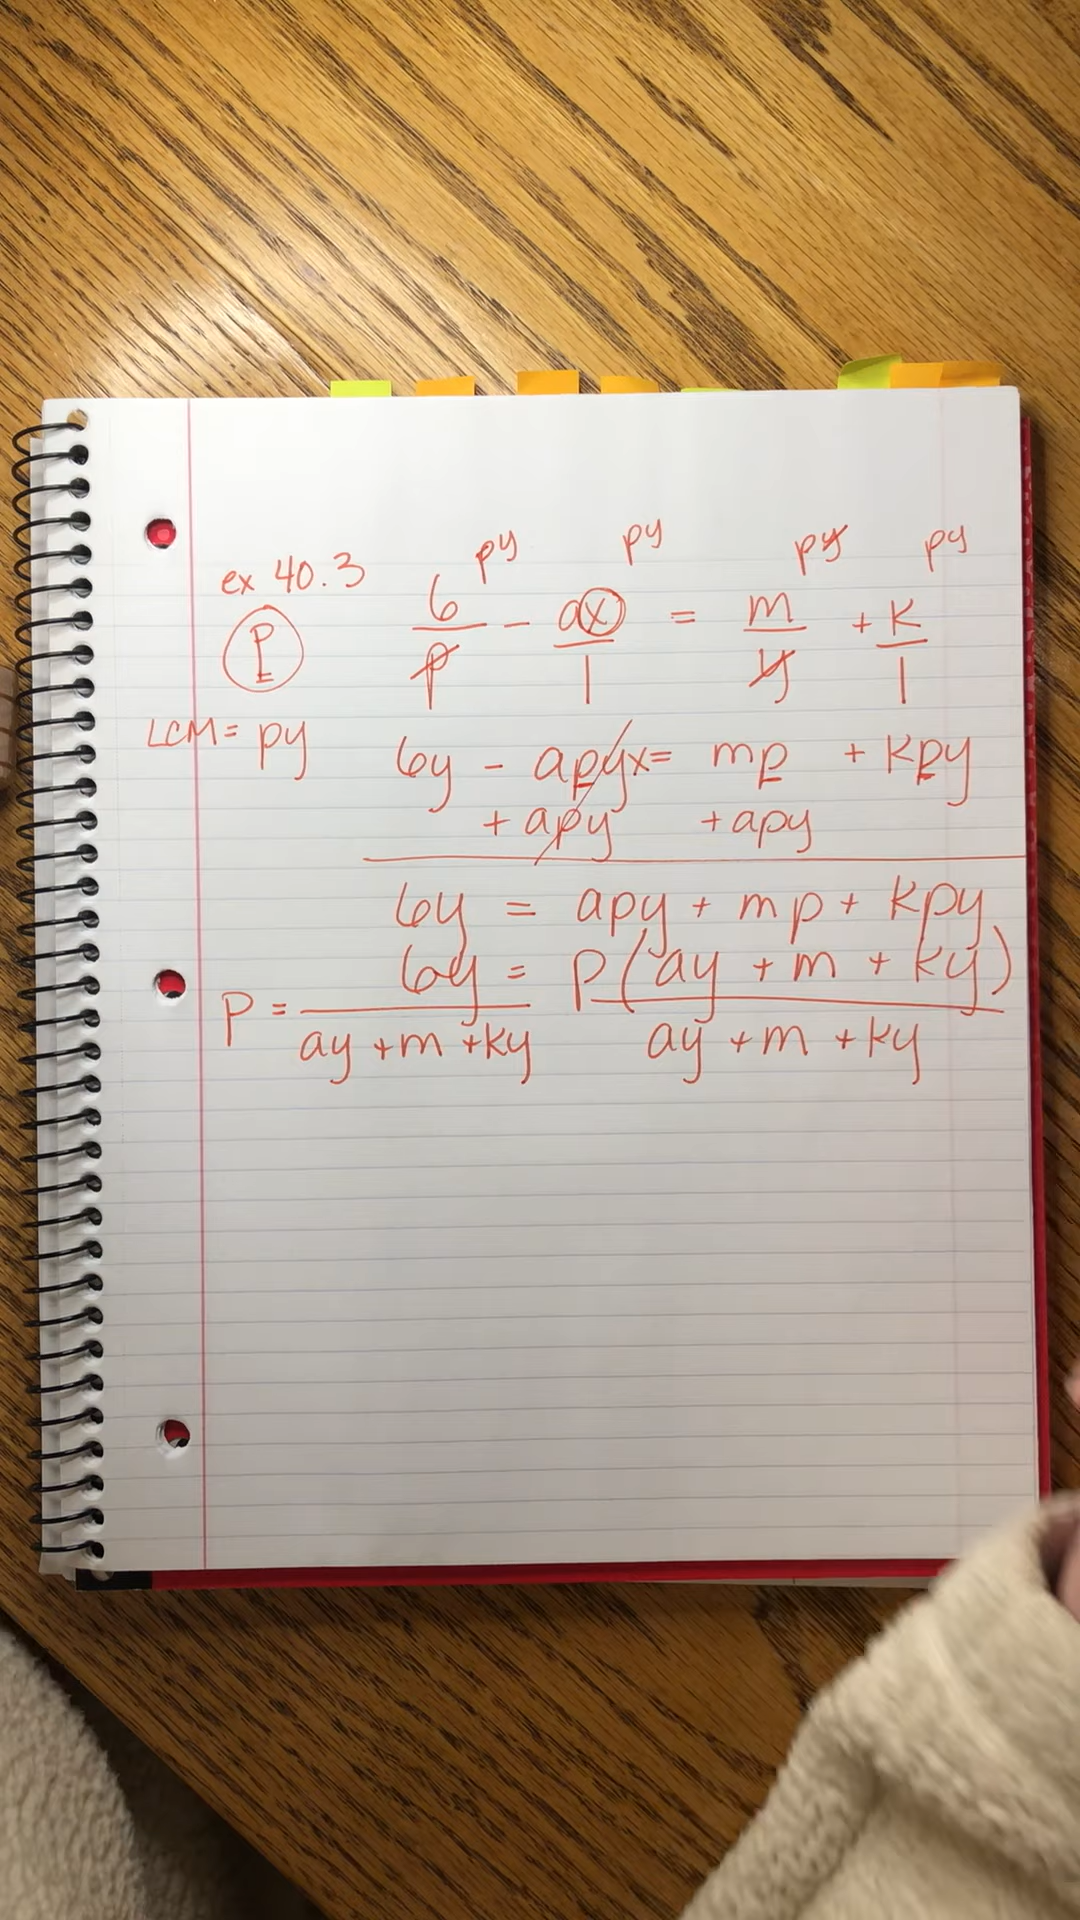 py py py py
ex 40.3 6/p - ax/1 = m/y + k/1
P
LCM = py 6y - apyx = mp + kpy
+ apy + apy
6y = apy + mp + kpy
6y = P(ay + m + ky)
P = ay + m + ky ay + m + ky